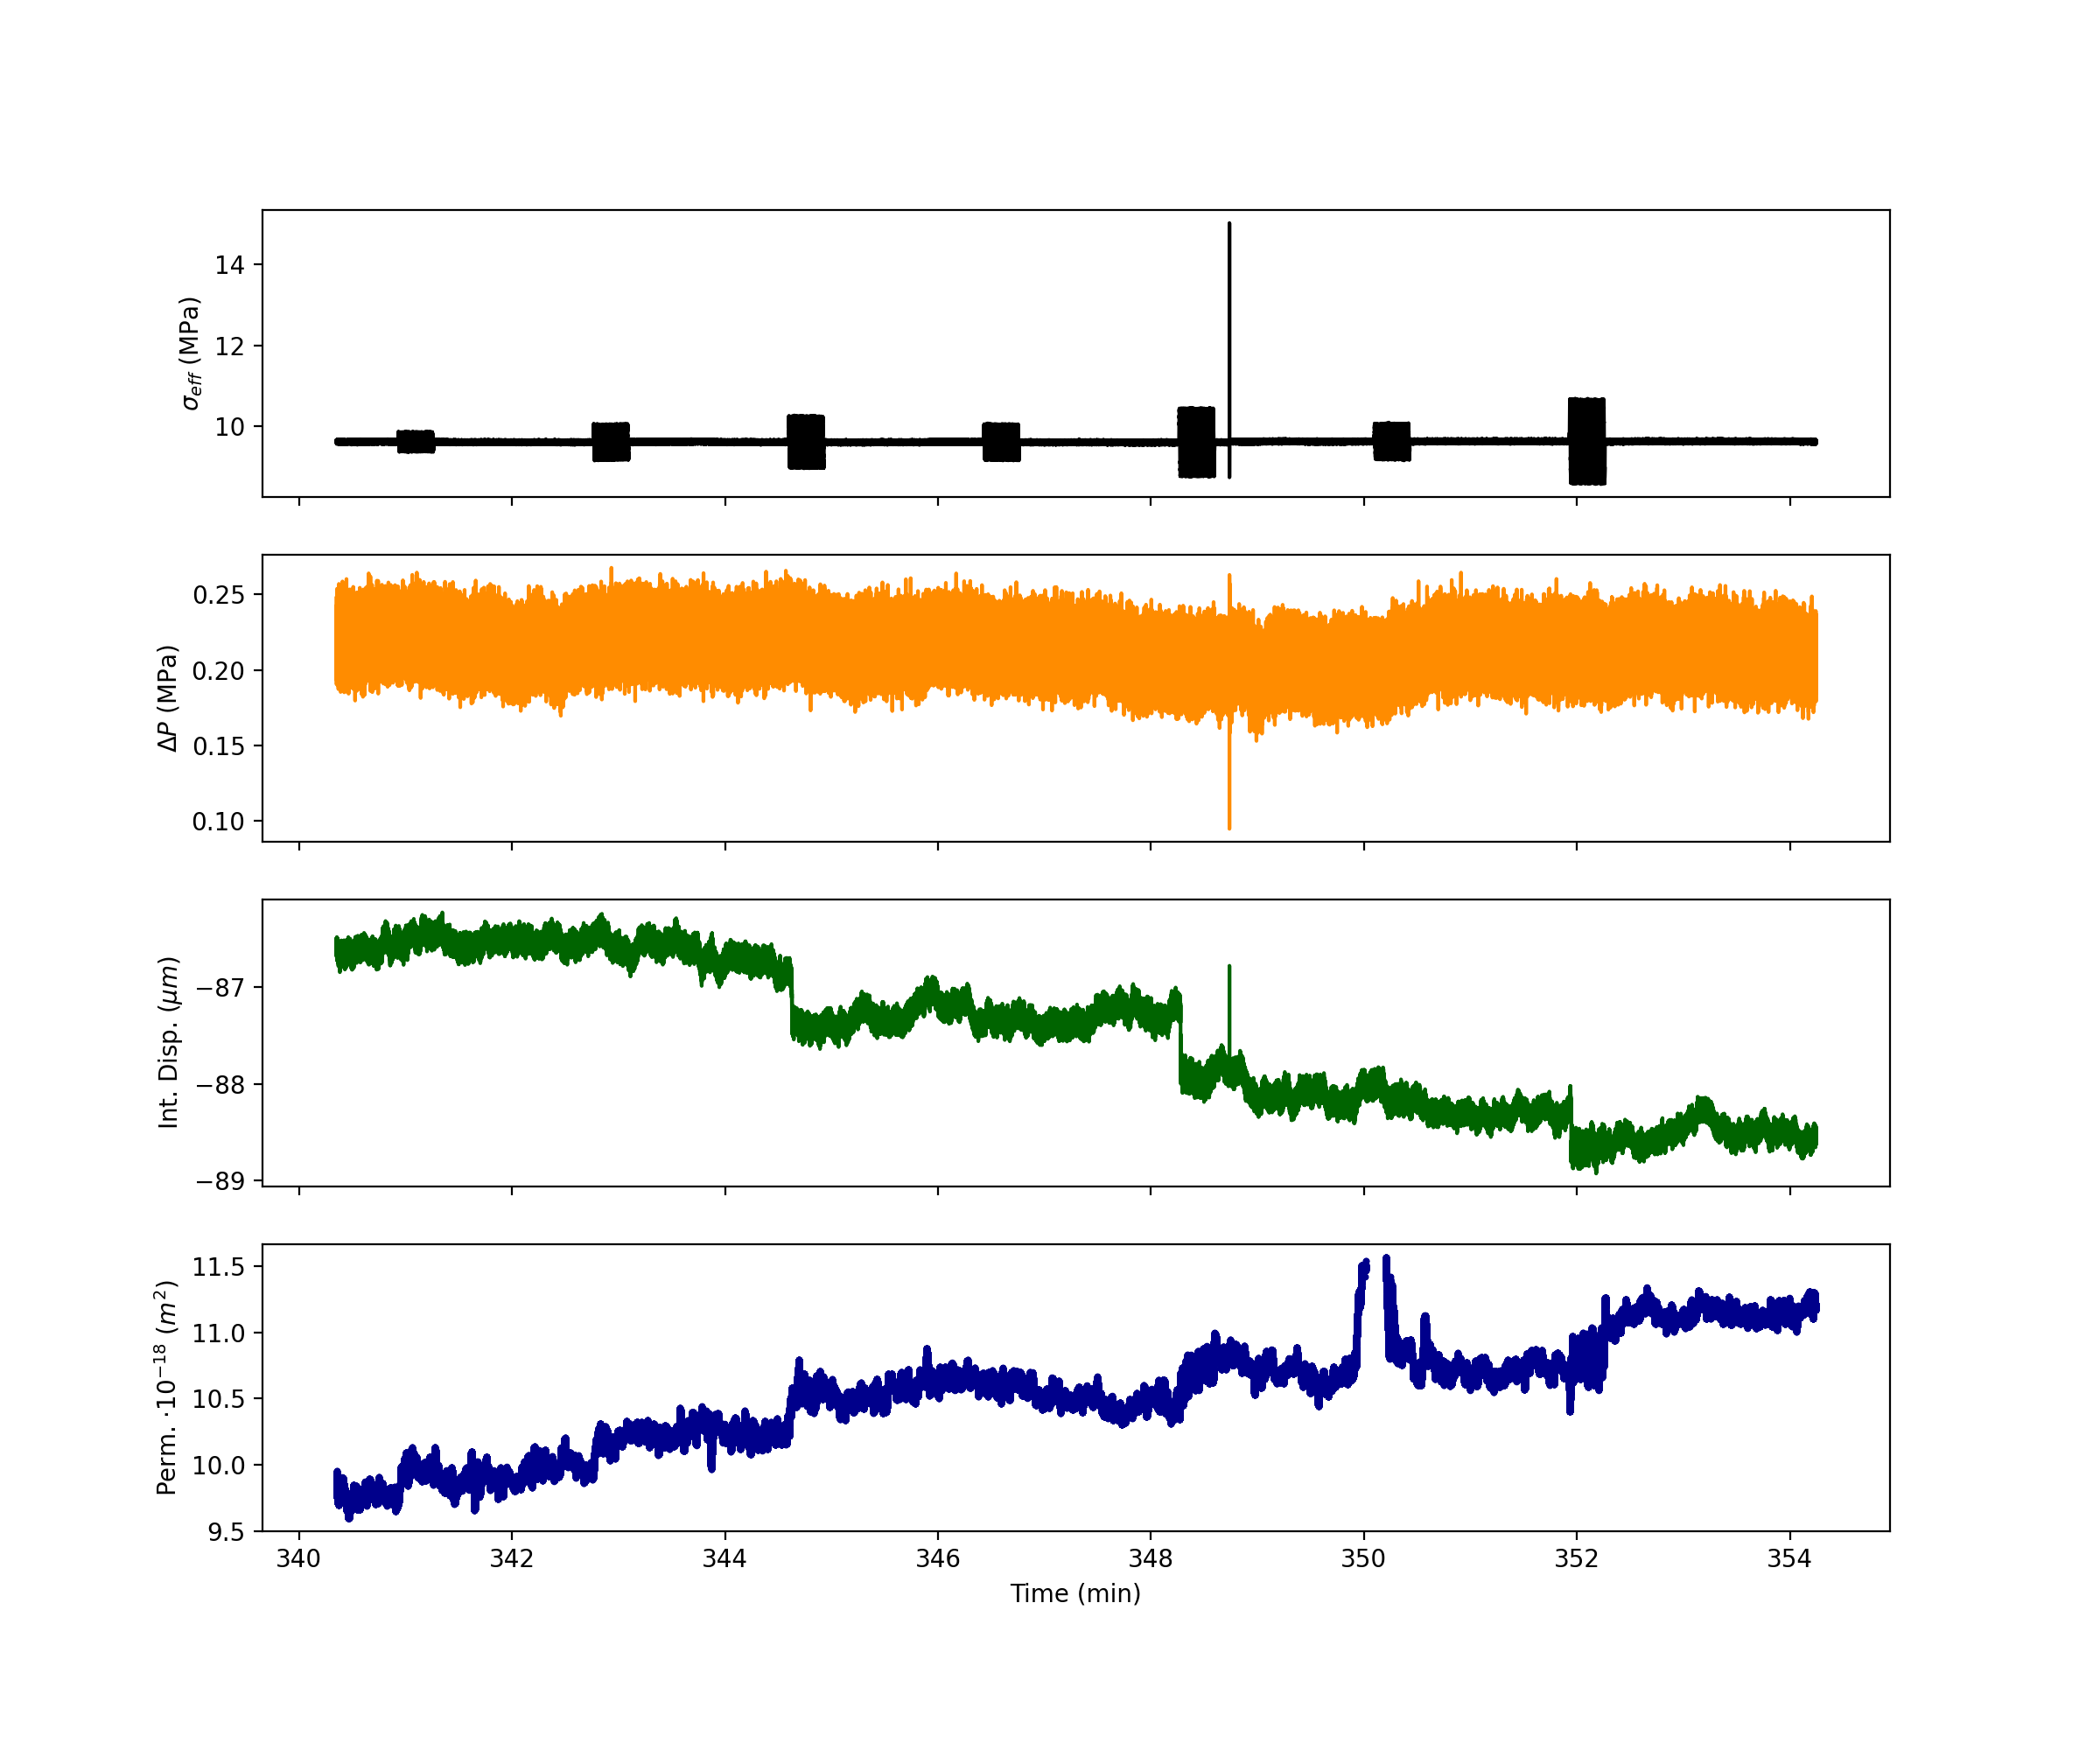 σeff (MPa)
14
12
10
ΔP (MPa)
0.25
0.20
0.15
0.10
Int. Disp. (μm)
−87
−88
−89
Perm. ·10⁻¹⁸ (m²)
11.5
11.0
10.5
10.0
9.5
340 342 344 346 348 350 352 354
Time (min)